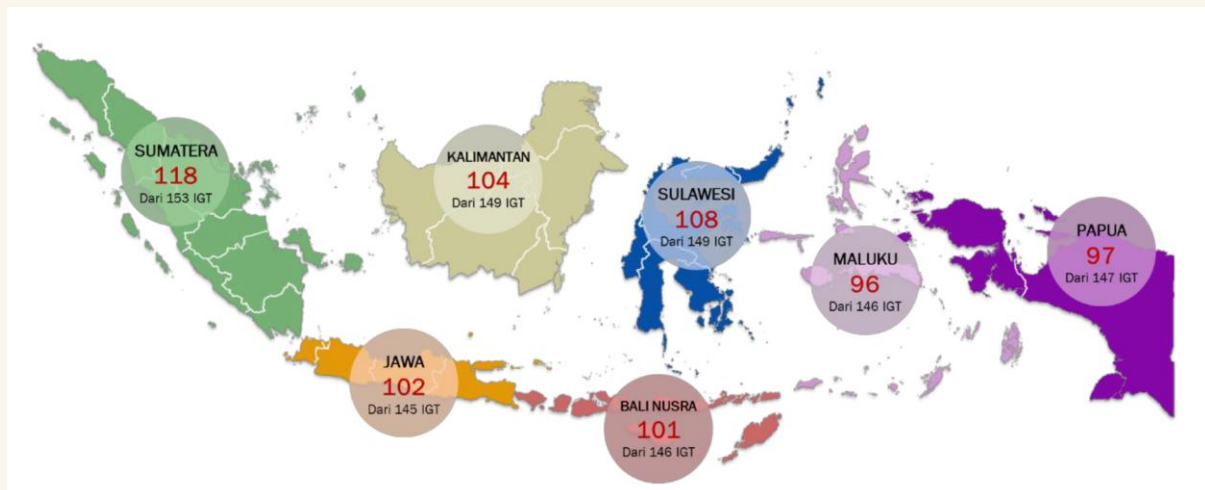 SUMATERA
118
Dari 153 IGT
KALIMANTAN
104
Dari 149 IGT
SULAWESI
108
Dari 149 IGT
MALUKU
96
Dari 146 IGT
PAPUA
97
Dari 147 IGT
JAWA
102
Dari 145 IGT
BALI NUSRA
101
Dari 146 IGT